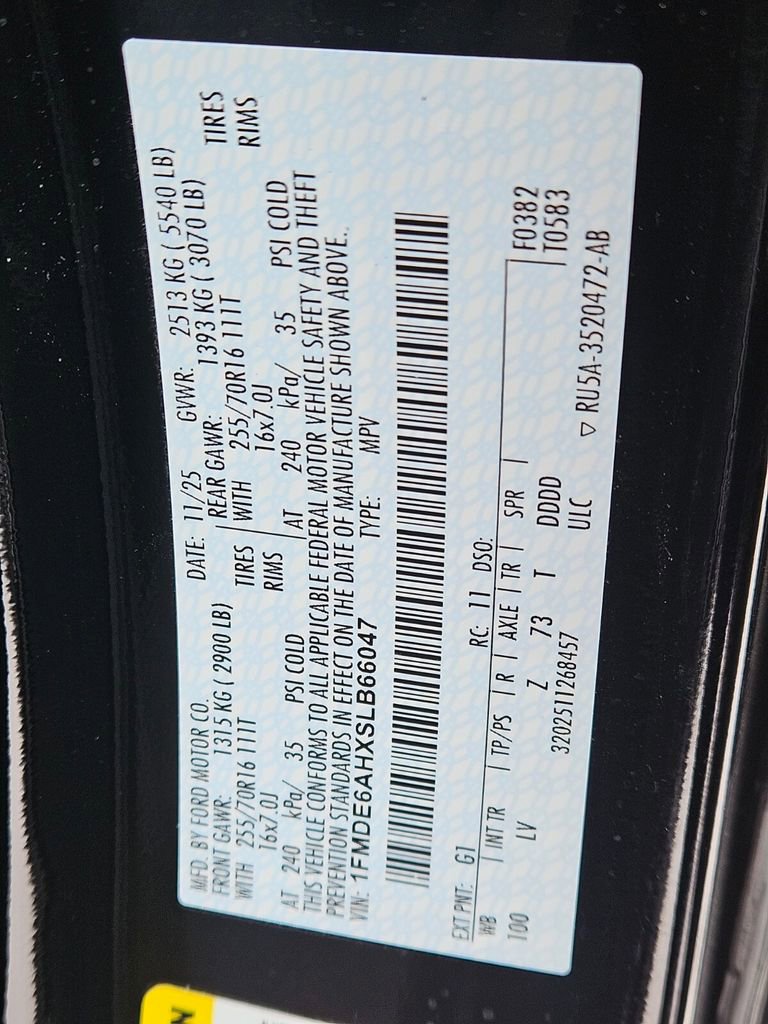 MFD. BY FORD MOTOR CO. DATE: 11/25 GVWR: 2513 KG ( 5540 LB)
FRONT GAWR: 1315 KG ( 2900 LB) REAR GAWR: 1393 KG ( 3070 LB)
WITH 255/70R16 111T TIRES WITH 255/70R16 111T TIRES
16x7.0J RIMS 16x7.0J RIMS
AT 240 kPa/ 35 PSI COLD AT 240 kPa/ 35 PSI COLD
THIS VEHICLE CONFORMS TO ALL APPLICABLE FEDERAL MOTOR VEHICLE SAFETY AND THEFT
PREVENTION STANDARDS IN EFFECT ON THE DATE OF MANUFACTURE SHOWN ABOVE.
VIN: 1FMDE6AHXSLB66047 TYPE: MPV
EXT PNT: G1 RC: 11 DSO:
WB INT TR TP/PS R AXLE TR SPR F0382
100 LV Z 73 T DDDD T0583
3202511268457 ULC
▽ RU5A-3520472-AB